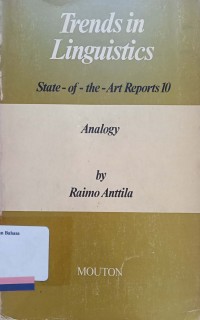 Trends in
Linguistics
State-of-the-Art Reports 10
Analogy
by
Raimo Anttila
MOUTON